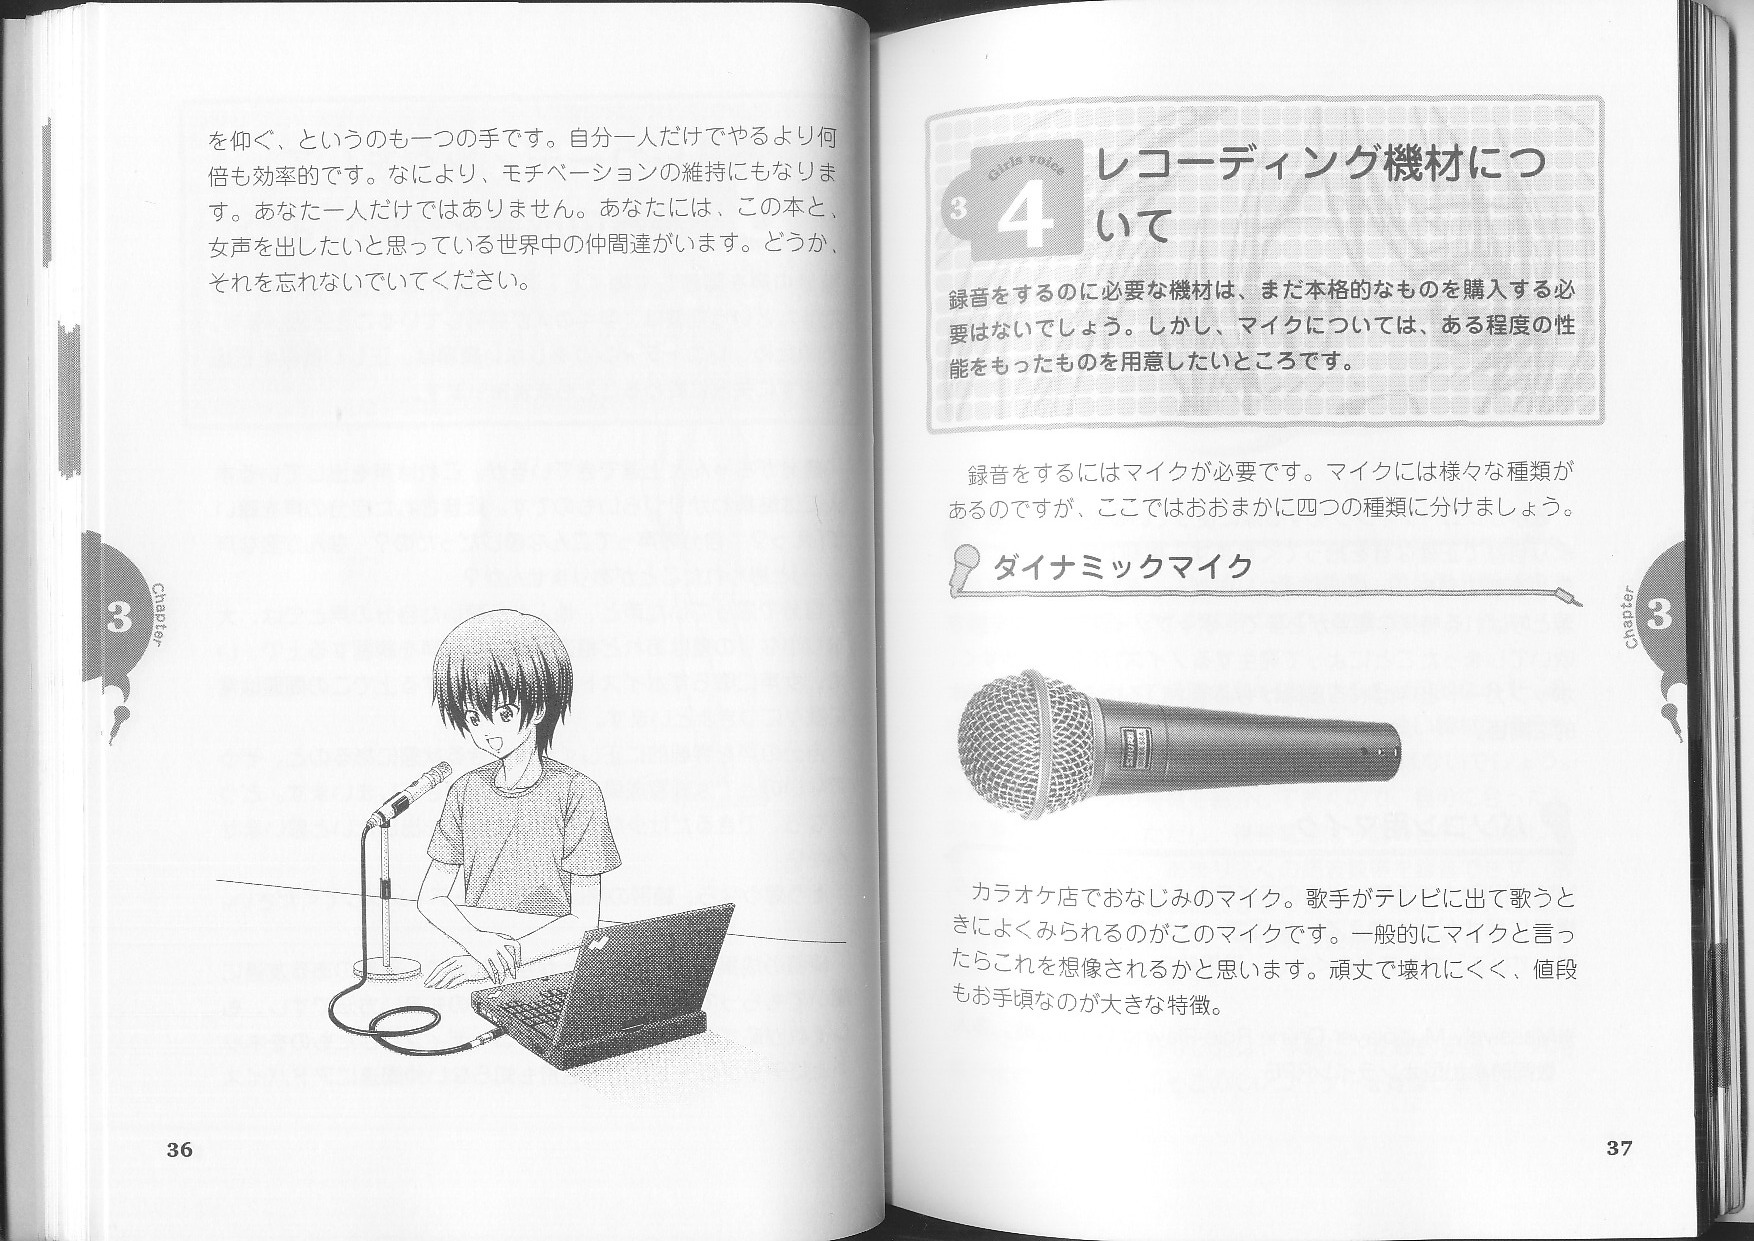 を仰ぐ、というのも一つの手です。自分一人だけでやるより何
倍も効率的です。なにより、モチベーションの維持にもなりま
す。あなた一人だけではありません。あなたには、この本と、
女声を出したいと思っている世界中の仲間達がいます。どうか、
それを忘れないでいてください。
3
Chapter
36
Girls voice
3
4
レコーディング機材につ
いて
録音をするのに必要な機材は、まだ本格的なものを購入する必
要はないでしょう。しかし、マイクについては、ある程度の性
能をもったものを用意したいところです。
録音をするにはマイクが必要です。マイクには様々な種類が
あるのですが、ここではおおまかに四つの種類に分けましょう。
ダイナミックマイク
カラオケ店でおなじみのマイク。歌手がテレビに出て歌うと
きによくみられるのがこのマイクです。一般的にマイクと言っ
たらこれを想像されるかと思います。頑丈で壊れにくく、値段
もお手頃なのが大きな特徴。
Chapter
3
37